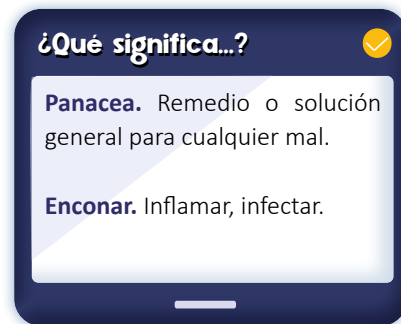 ¿Qué significa...?
Panacea. Remedio o solución
general para cualquier mal.
Enconar. Inflamar, infectar.